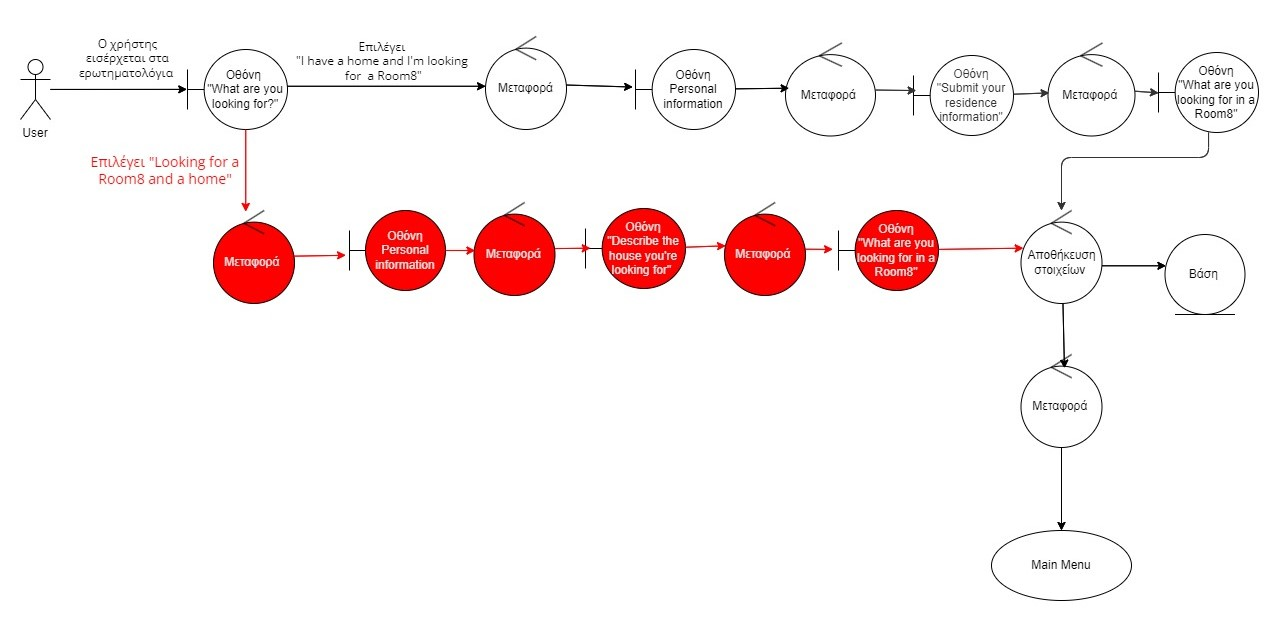 Ο χρήστης
εισέρχεται στα
ερωτηματολόγια
User
Οθόνη
"What are you
looking for?"
Επιλέγει
"I have a home and I'm looking
for a Room8"
Μεταφορά
Οθόνη
Personal
information
Μεταφορά
Οθόνη
"Submit your
residence
information"
Μεταφορά
Οθόνη
"What are you
looking for in a
Room8"
Επιλέγει "Looking for a
Room8 and a home"
Μεταφορά
Οθόνη
Personal
information
Μεταφορά
Οθόνη
"Describe the
house you're
looking for"
Μεταφορά
Οθόνη
"What are you
looking for in a
Room8"
Αποθήκευση
στοιχείων
Βάση
Μεταφορά
Main Menu